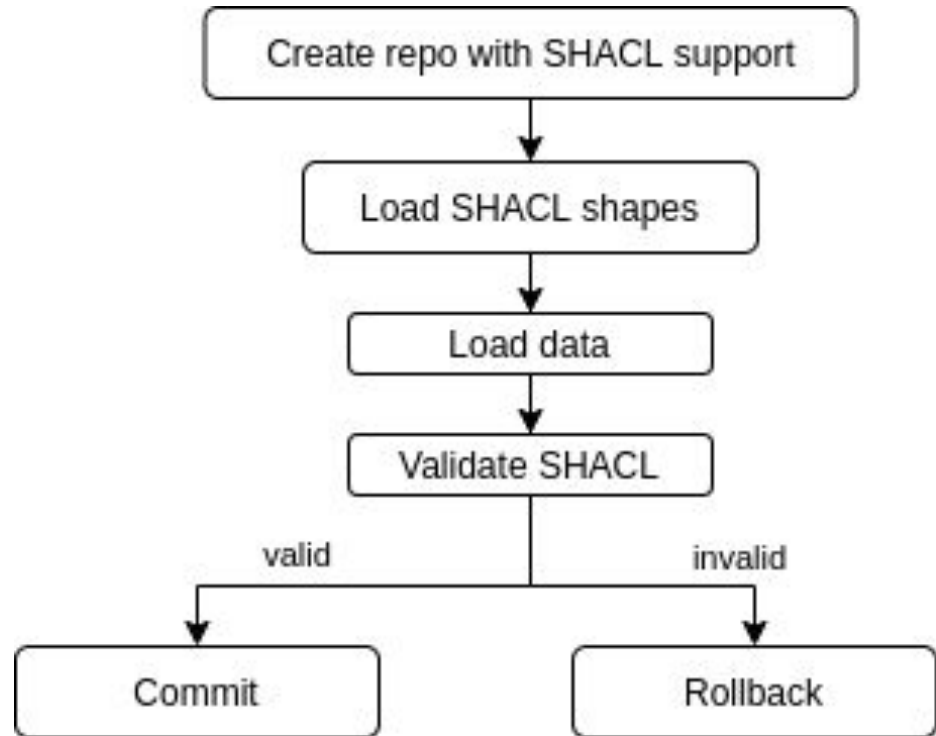 Create repo with SHACL support
Load SHACL shapes
Load data
Validate SHACL
valid
invalid
Commit
Rollback